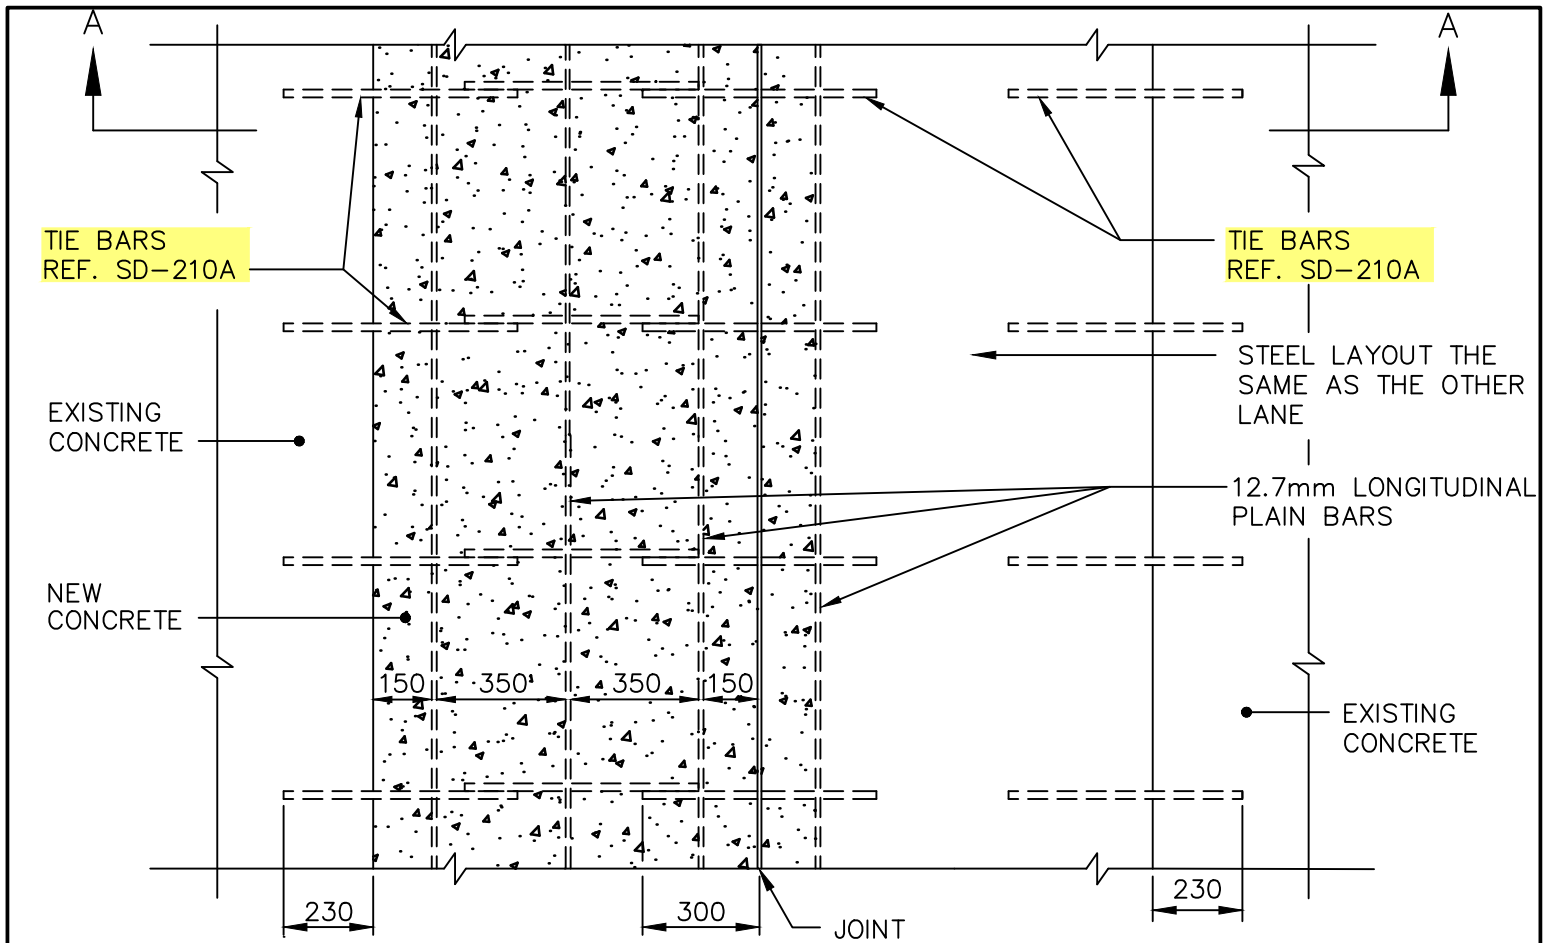 A
A
TIE BARS
REF. SD-210A
TIE BARS
REF. SD-210A
STEEL LAYOUT THE
SAME AS THE OTHER
LANE
EXISTING
CONCRETE
12.7mm LONGITUDINAL
PLAIN BARS
NEW
CONCRETE
150
350
350
150
EXISTING
CONCRETE
230
300
230
JOINT